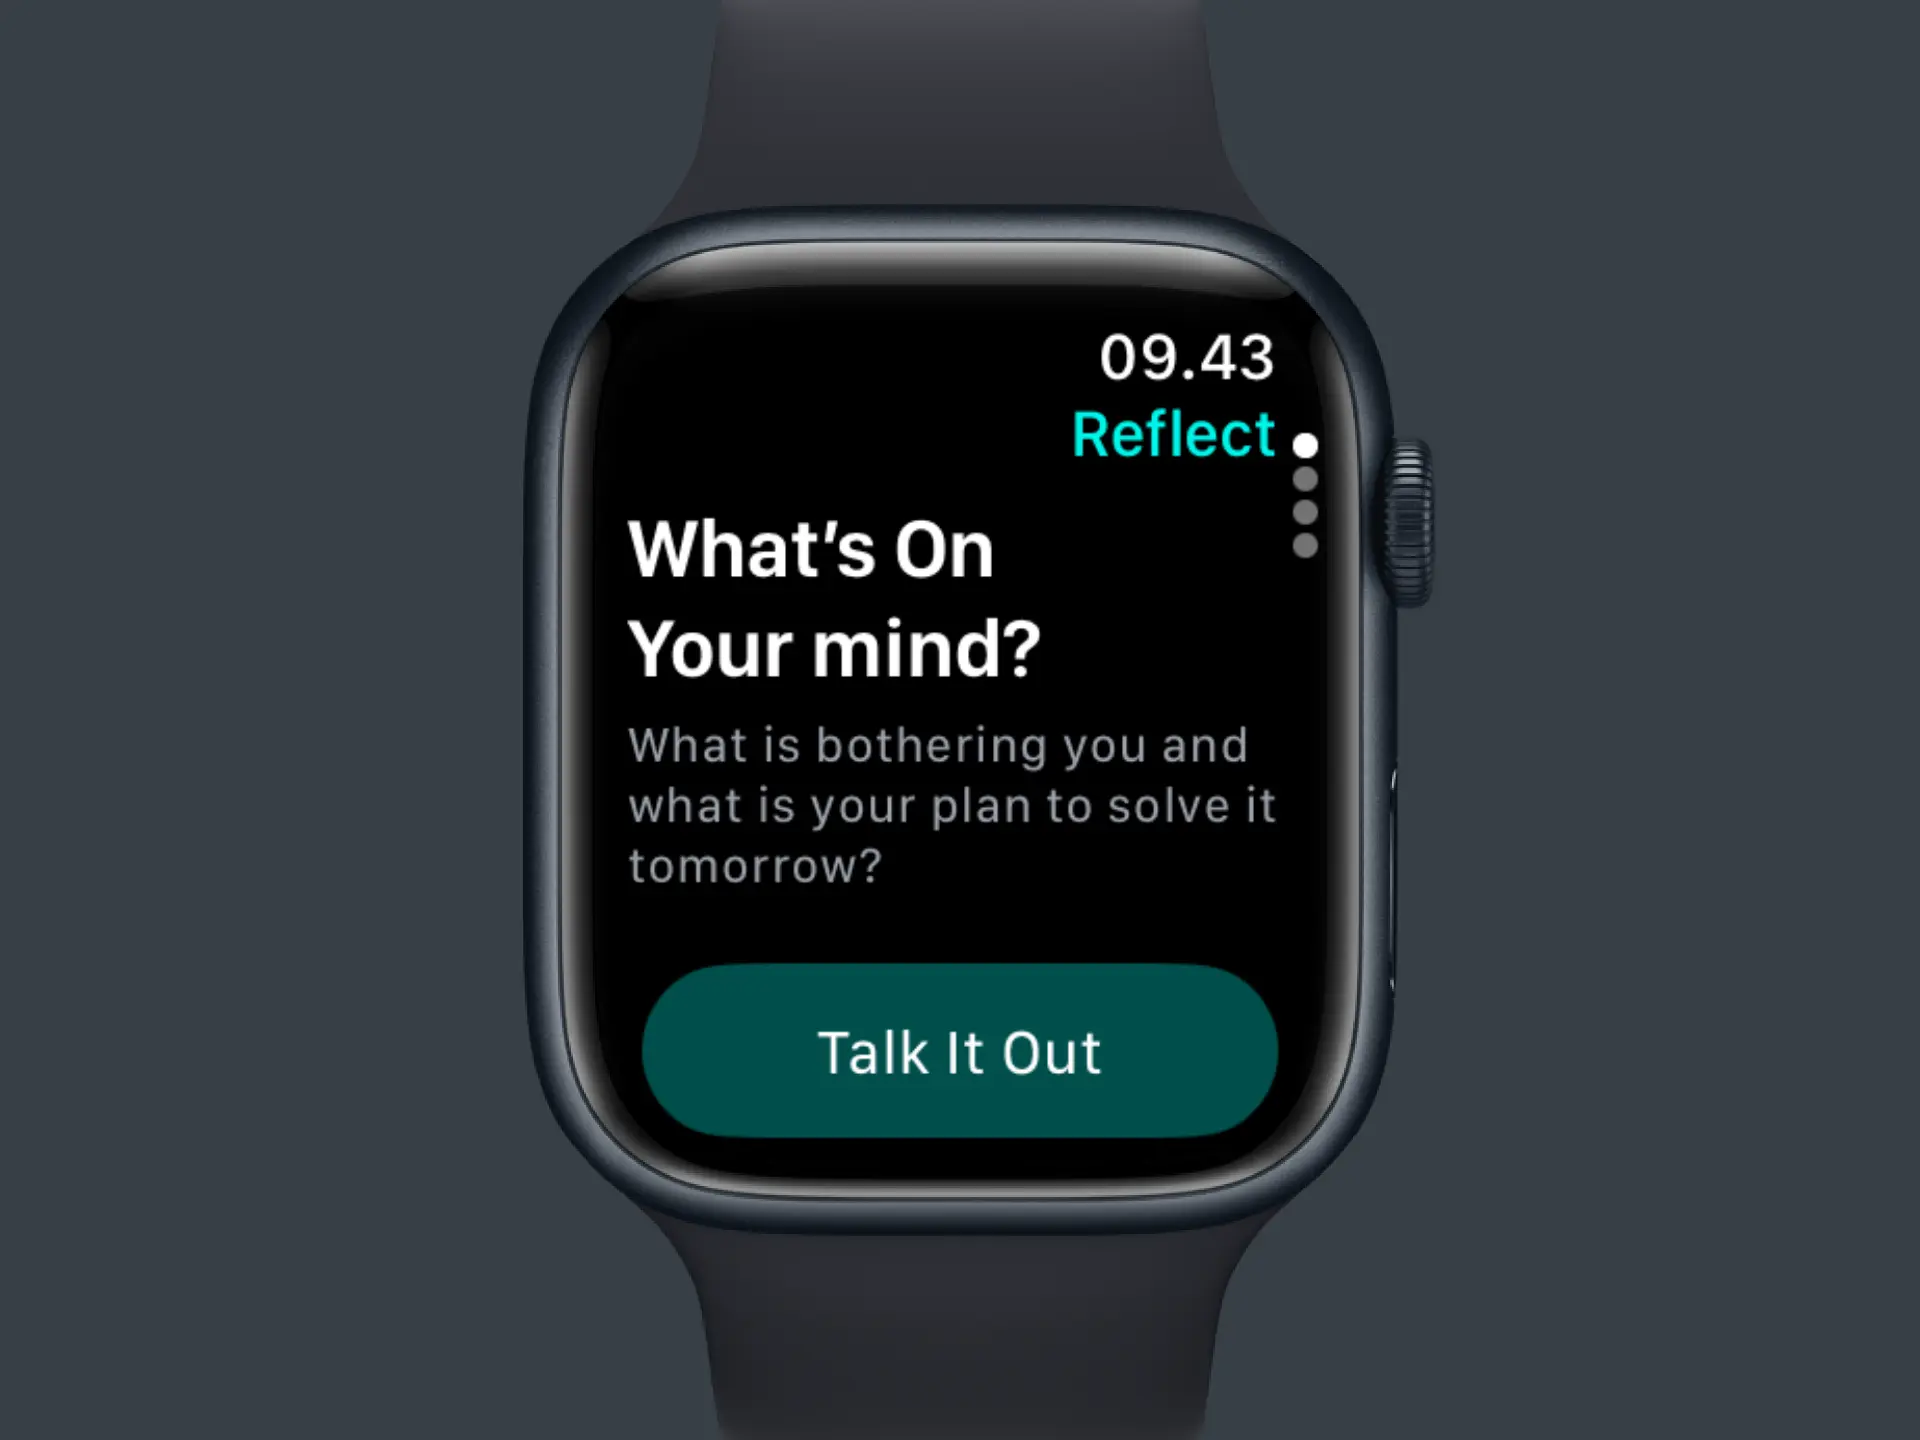 09.43
Reflect
What’s On
Your mind?
What is bothering you and
what is your plan to solve it
tomorrow?
Talk It Out